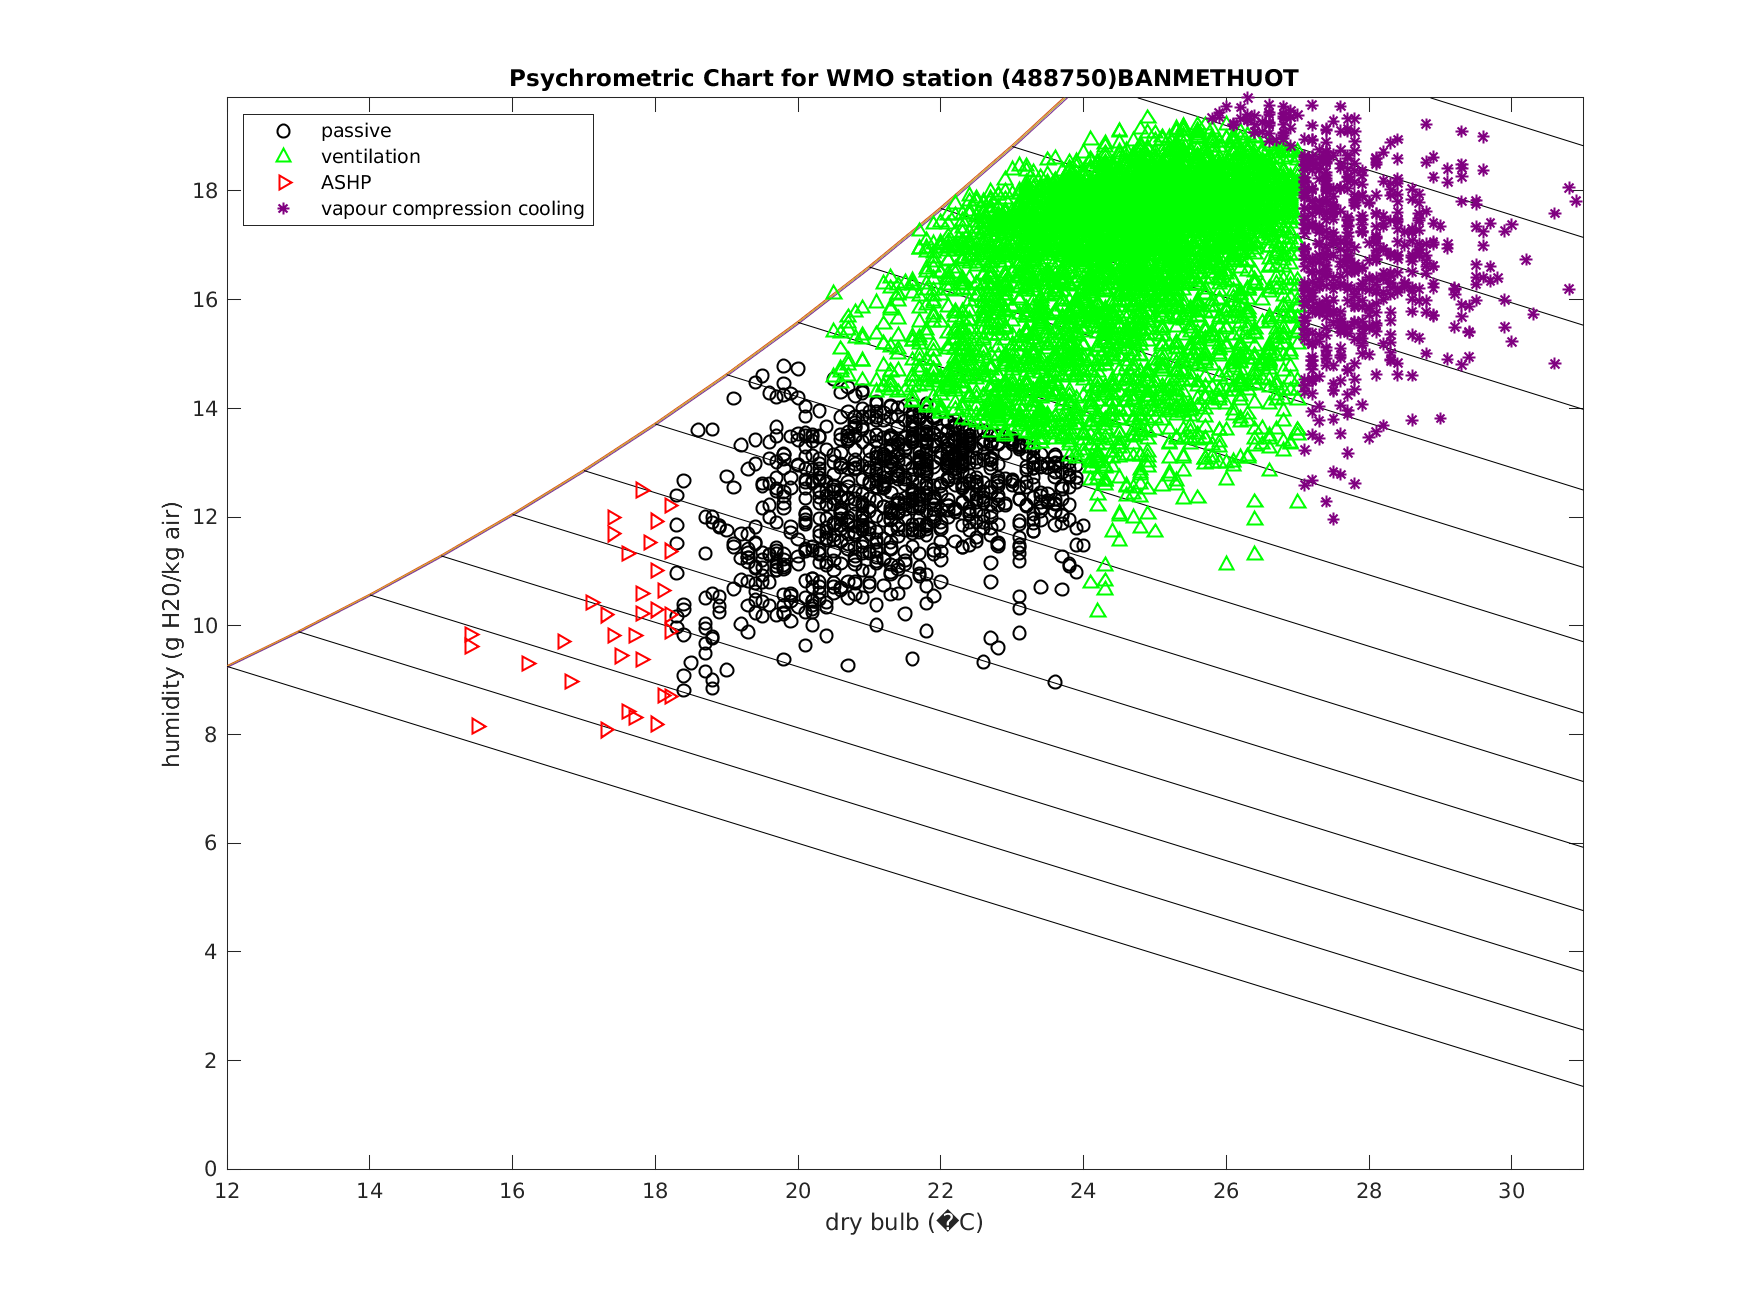 Psychrometric Chart for WMO station (488750)BANMETHUOT
passive
ventilation
ASHP
vapour compression cooling
humidity (g H20/kg air)
18
16
14
12
10
8
6
4
2
0
12 14 16 18 20 22 24 26 28 30
dry bulb (�C)